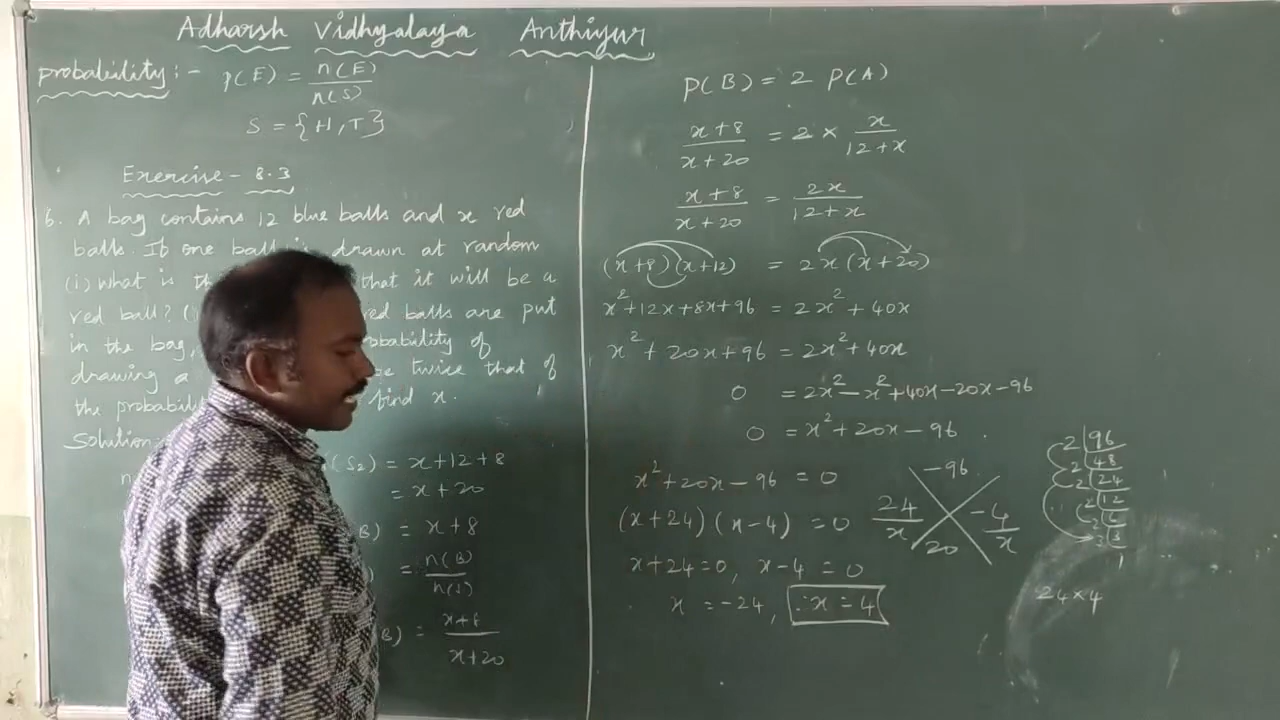 Adharsh Vidhyalaya Anthiyur
probability:- p(E) = n(E)/n(S)
S = {H,T}
Exercise - 8.3
6. A bag contains 12 blue balls and x red
balls. If one ball is drawn at random
(i) What is th that it will be a
red ball? ( red balls are put
in the bag, obability of
drawing a be twice that of
the probabili find x.
Solution:
n (S₂) = x+12+8
= x+20
B) = x+8
) = n(B)/n(S)
B) = x+8/x+20
P(B) = 2 P(A)
x+8/x+20 = 2 × x/12+x
x+8/x+20 = 2x/12+x
(x+8)(x+12) = 2x(x+20)
x²+12x+8x+96 = 2x²+40x
x²+20x+96 = 2x²+40x
0 = 2x²-x²+40x-20x-96
0 = x²+20x-96
x²+20x-96 = 0
(x+24)(x-4) = 0
x+24=0, x-4=0
x = -24, ∴x = 4
-96
24/x -4/x
20
2 96
2 48
2 24
2 12
2 6
3 3
1
24×4